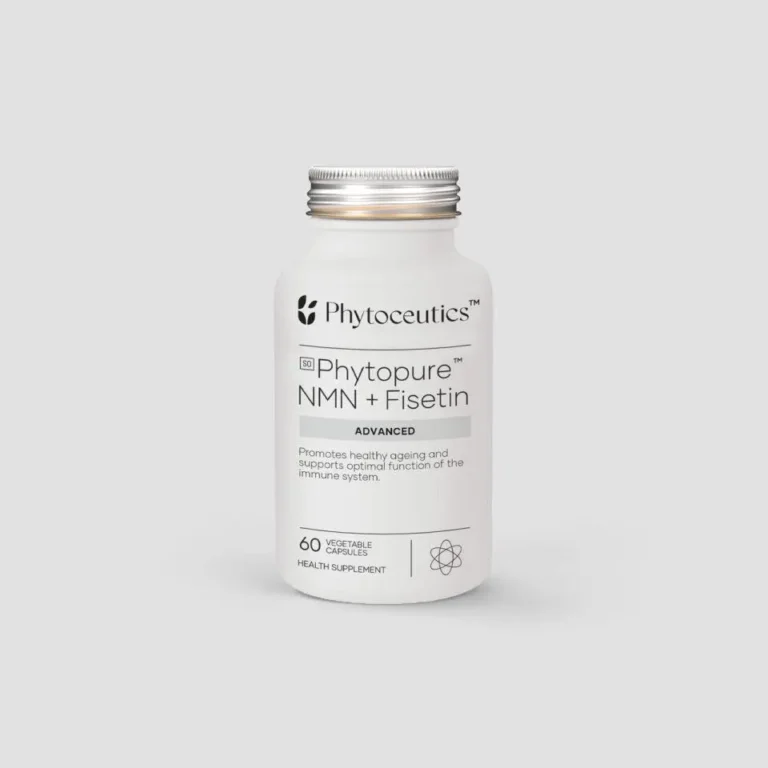 Phytoceutics™
S0 Phytopure™
NMN + Fisetin
ADVANCED
Promotes healthy ageing and
supports optimal function of the
immune system.
60 VEGETABLE
CAPSULES
HEALTH SUPPLEMENT